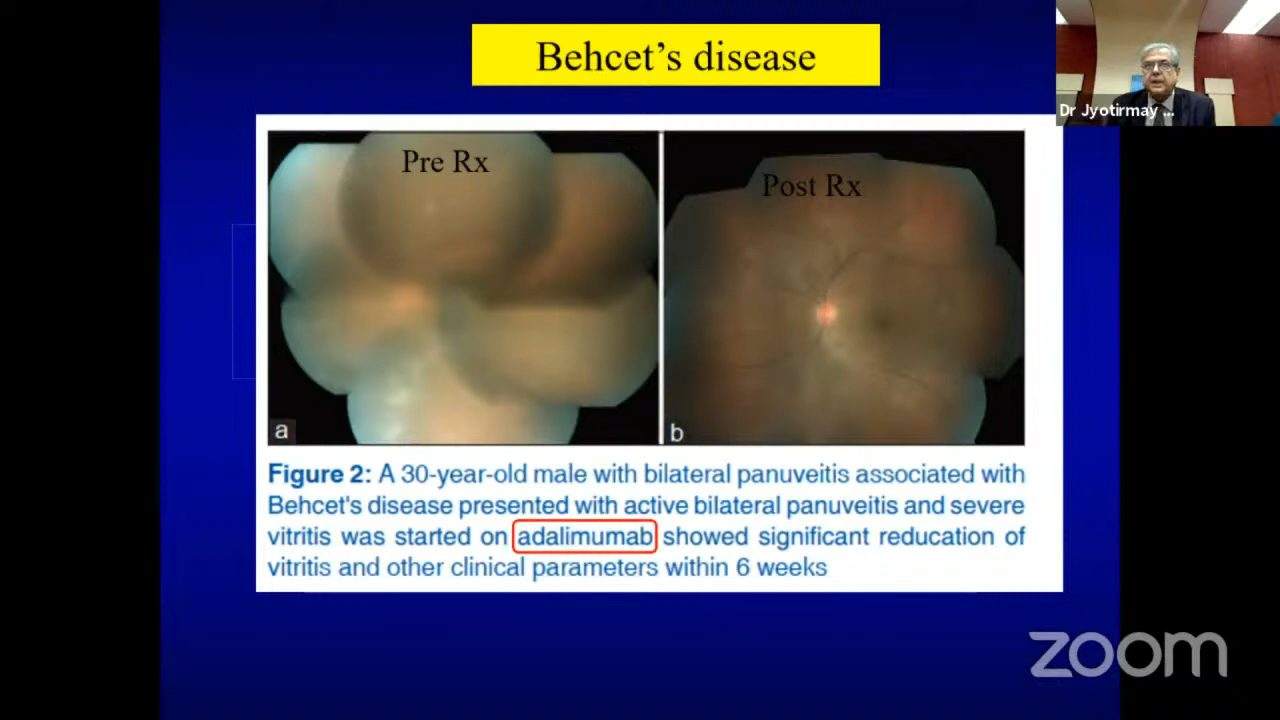 Behcet's disease
Dr Jyotirmay ...
Pre Rx
Post Rx
a
b
Figure 2: A 30-year-old male with bilateral panuveitis associated with
Behcet's disease presented with active bilateral panuveitis and severe
vitritis was started on adalimumab showed significant reducation of
vitritis and other clinical parameters within 6 weeks
zoom